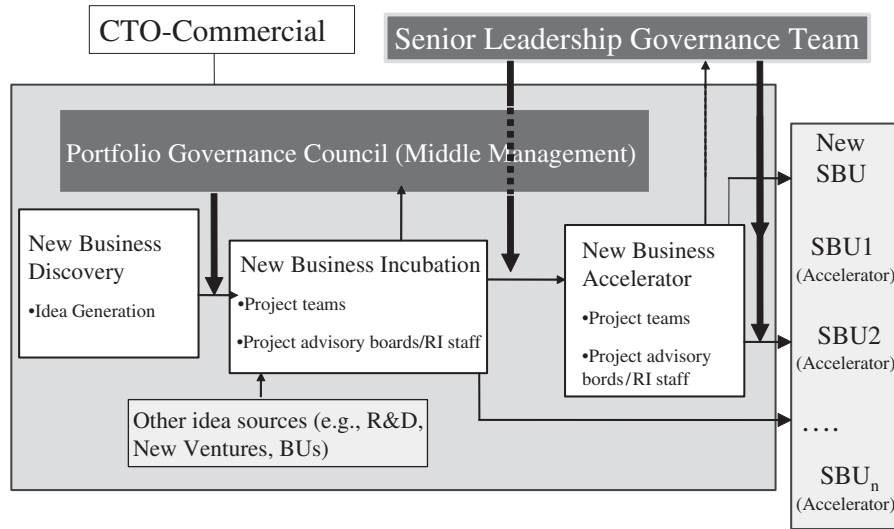 CTO-Commercial
Senior Leadership Governance Team
Portfolio Governance Council (Middle Management)
New Business
Discovery
•Idea Generation
New Business Incubation
•Project teams
•Project advisory boards/RI staff
New Business
Accelerator
•Project teams
•Project advisory
bords/RI staff
Other idea sources (e.g., R&D,
New Ventures, BUs)
New
SBU
SBU1
(Accelerator)
SBU2
(Accelerator)
....
SBUn
(Accelerator)